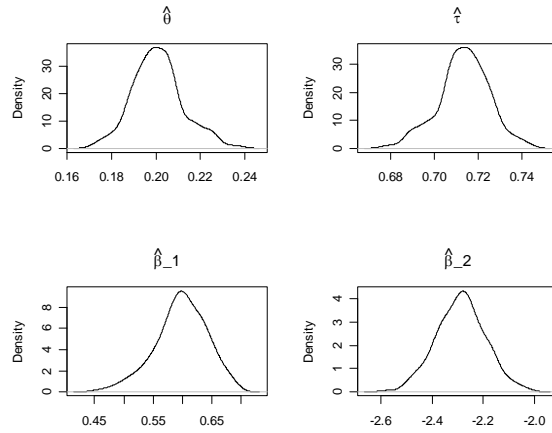 θ̂
τ̂
Density
0 10 20 30
0.16 0.18 0.20 0.22 0.24
Density
0 10 20 30
0.68 0.70 0.72 0.74
β̂_1
β̂_2
Density
0 2 4 6 8
0.45 0.55 0.65
Density
0 1 2 3 4
-2.6 -2.4 -2.2 -2.0